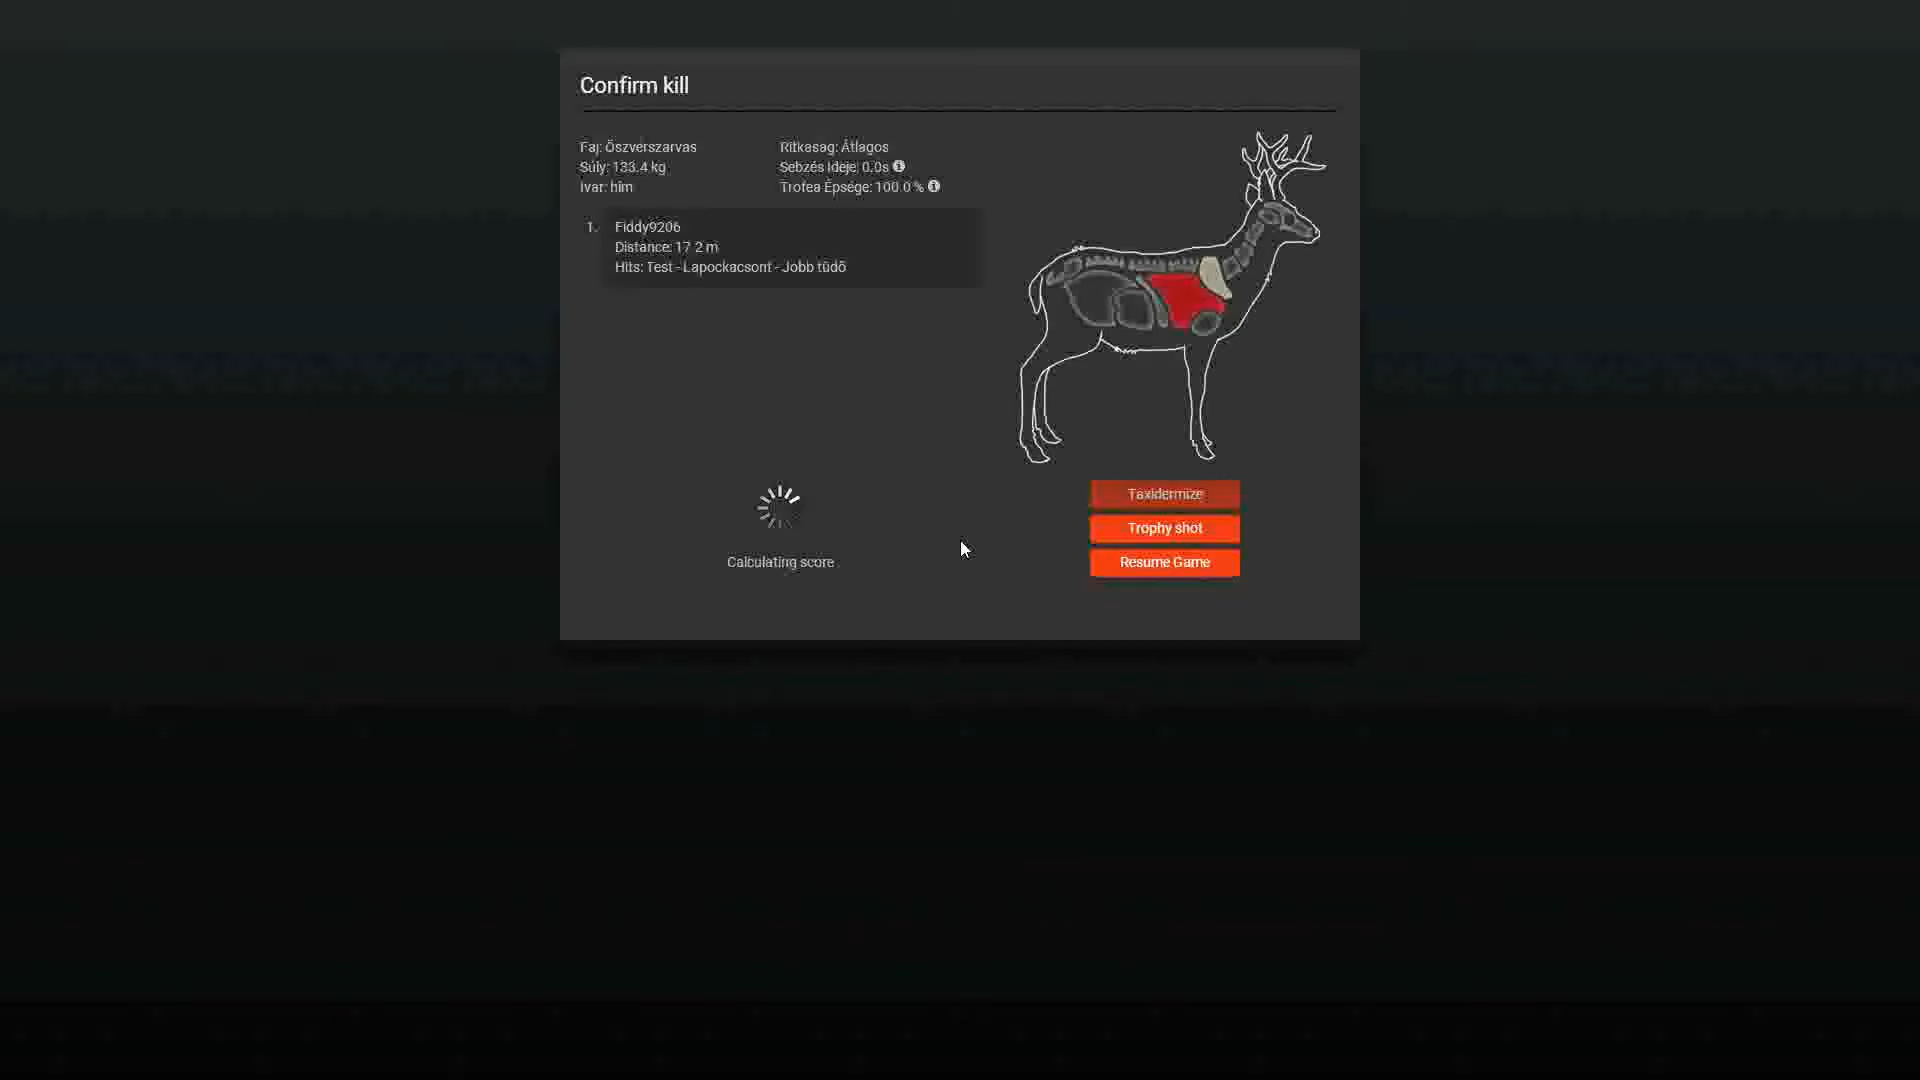 Confirm kill
Faj: Öszvérszarvas
Súly: 133.4 kg
Ivar: hím
Ritkaság: Átlagos
Sebzés Ideje: 0.0s
Trófea Épsége: 100.0 %
1.
Fiddy9206
Distance: 17.2 m
Hits: Test - Lapockacsont - Jobb tüdő
Calculating score
Taxidermize
Trophy shot
Resume Game